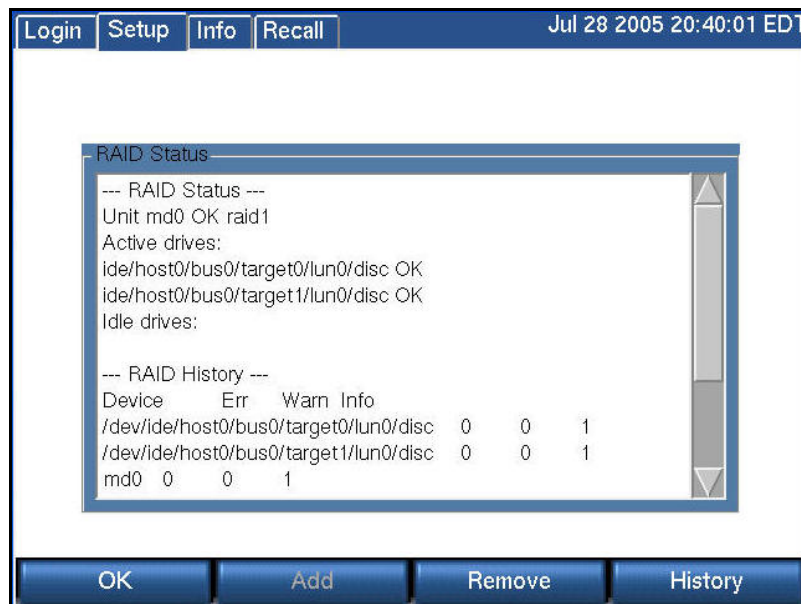 Login Setup Info Recall Jul 28 2005 20:40:01 EDT
RAID Status
--- RAID Status ---
Unit md0 OK raid1
Active drives:
ide/host0/bus0/target0/lun0/disc OK
ide/host0/bus0/target1/lun0/disc OK
Idle drives:
--- RAID History ---
Device Err Warn Info
/dev/ide/host0/bus0/target0/lun0/disc 0 0 1
/dev/ide/host0/bus0/target1/lun0/disc 0 0 1
md0 0 0 1
OK Add Remove History